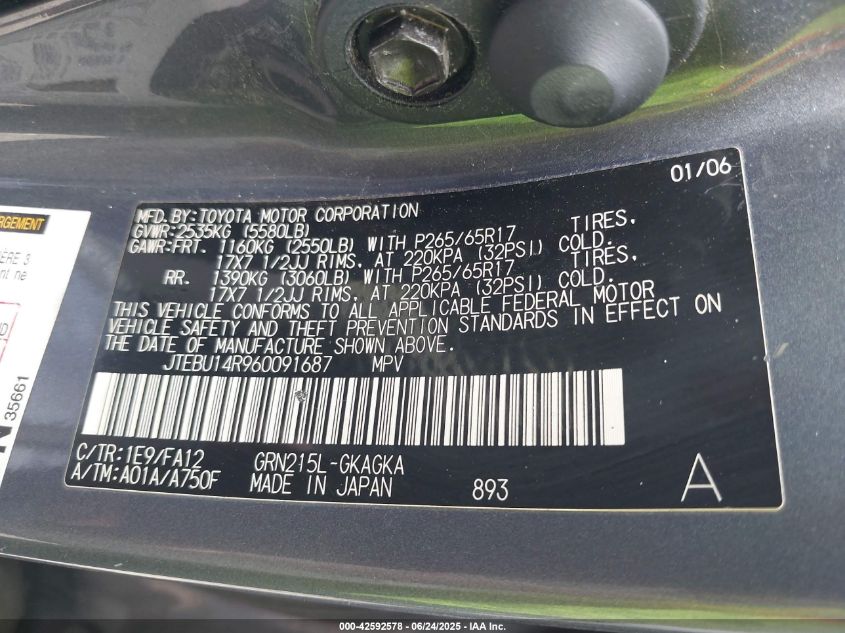 01/06
MFD. BY: TOYOTA MOTOR CORPORATION
GVWR: 2535KG (5580LB)
GAWR: FRT. 1160KG (2550LB) WITH P265/65R17 TIRES,
17X7 1/2JJ RIMS, AT 220KPA (32PSI) COLD.
RR. 1390KG (3060LB) WITH P265/65R17 TIRES,
17X7 1/2JJ RIMS, AT 220KPA (32PSI) COLD.
THIS VEHICLE CONFORMS TO ALL APPLICABLE FEDERAL MOTOR
VEHICLE SAFETY AND THEFT PREVENTION STANDARDS IN EFFECT ON
THE DATE OF MANUFACTURE SHOWN ABOVE.
JTEBU14R960091687 MPV
C/TR: 1E9/FA12 GRN215L-GKAGKA
A/TM: A01A/A750F MADE IN JAPAN 893 A
35661
000-42592578 - 06/24/2025 - IAA Inc.